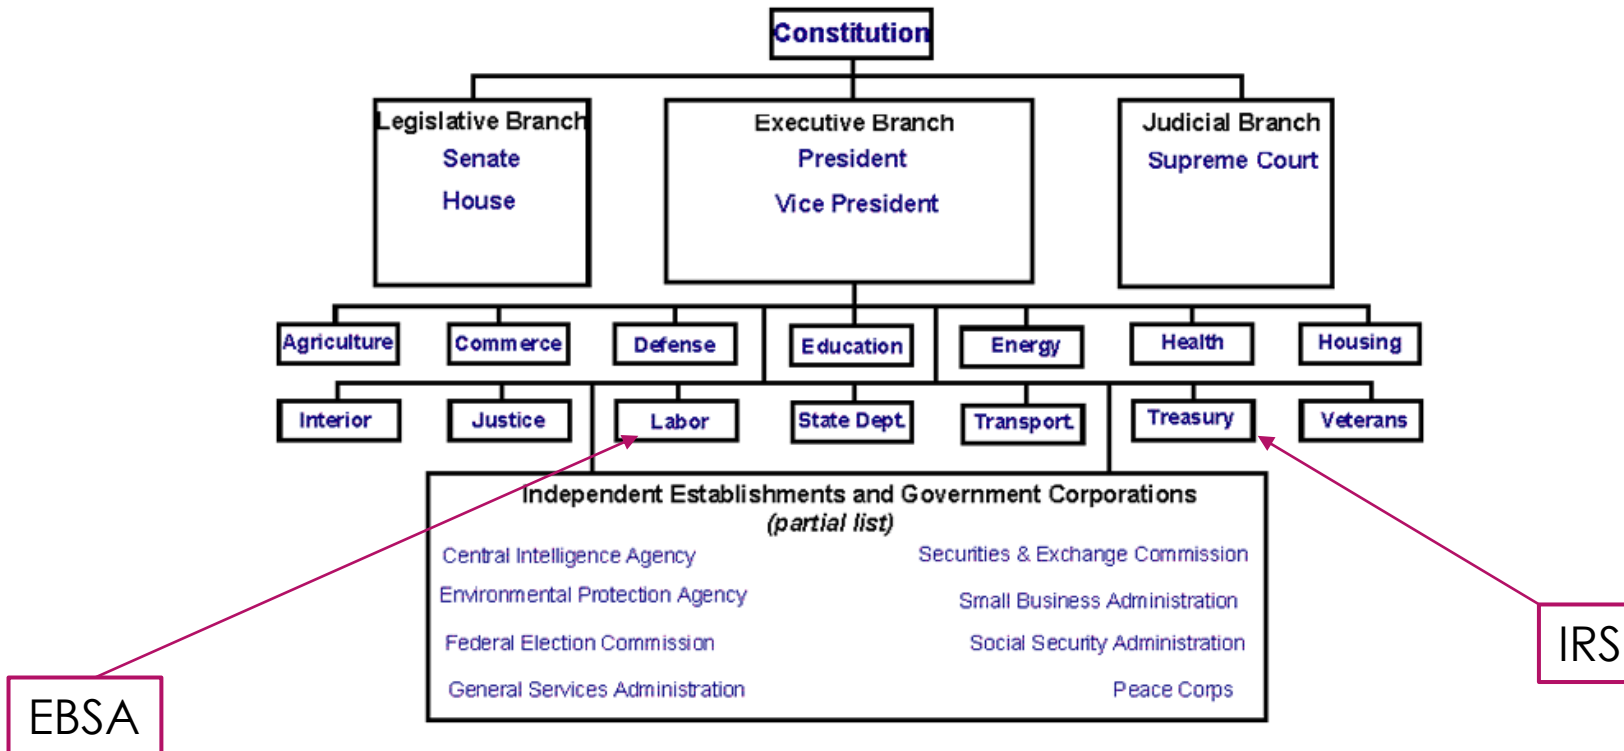 Constitution
Legislative Branch
Senate
House
Executive Branch
President
Vice President
Judicial Branch
Supreme Court
Agriculture
Commerce
Defense
Education
Energy
Health
Housing
Interior
Justice
Labor
State Dept.
Transport.
Treasury
Veterans
Independent Establishments and Government Corporations
(partial list)
Central Intelligence Agency
Environmental Protection Agency
Federal Election Commission
General Services Administration
Securities & Exchange Commission
Small Business Administration
Social Security Administration
Peace Corps
EBSA
IRS